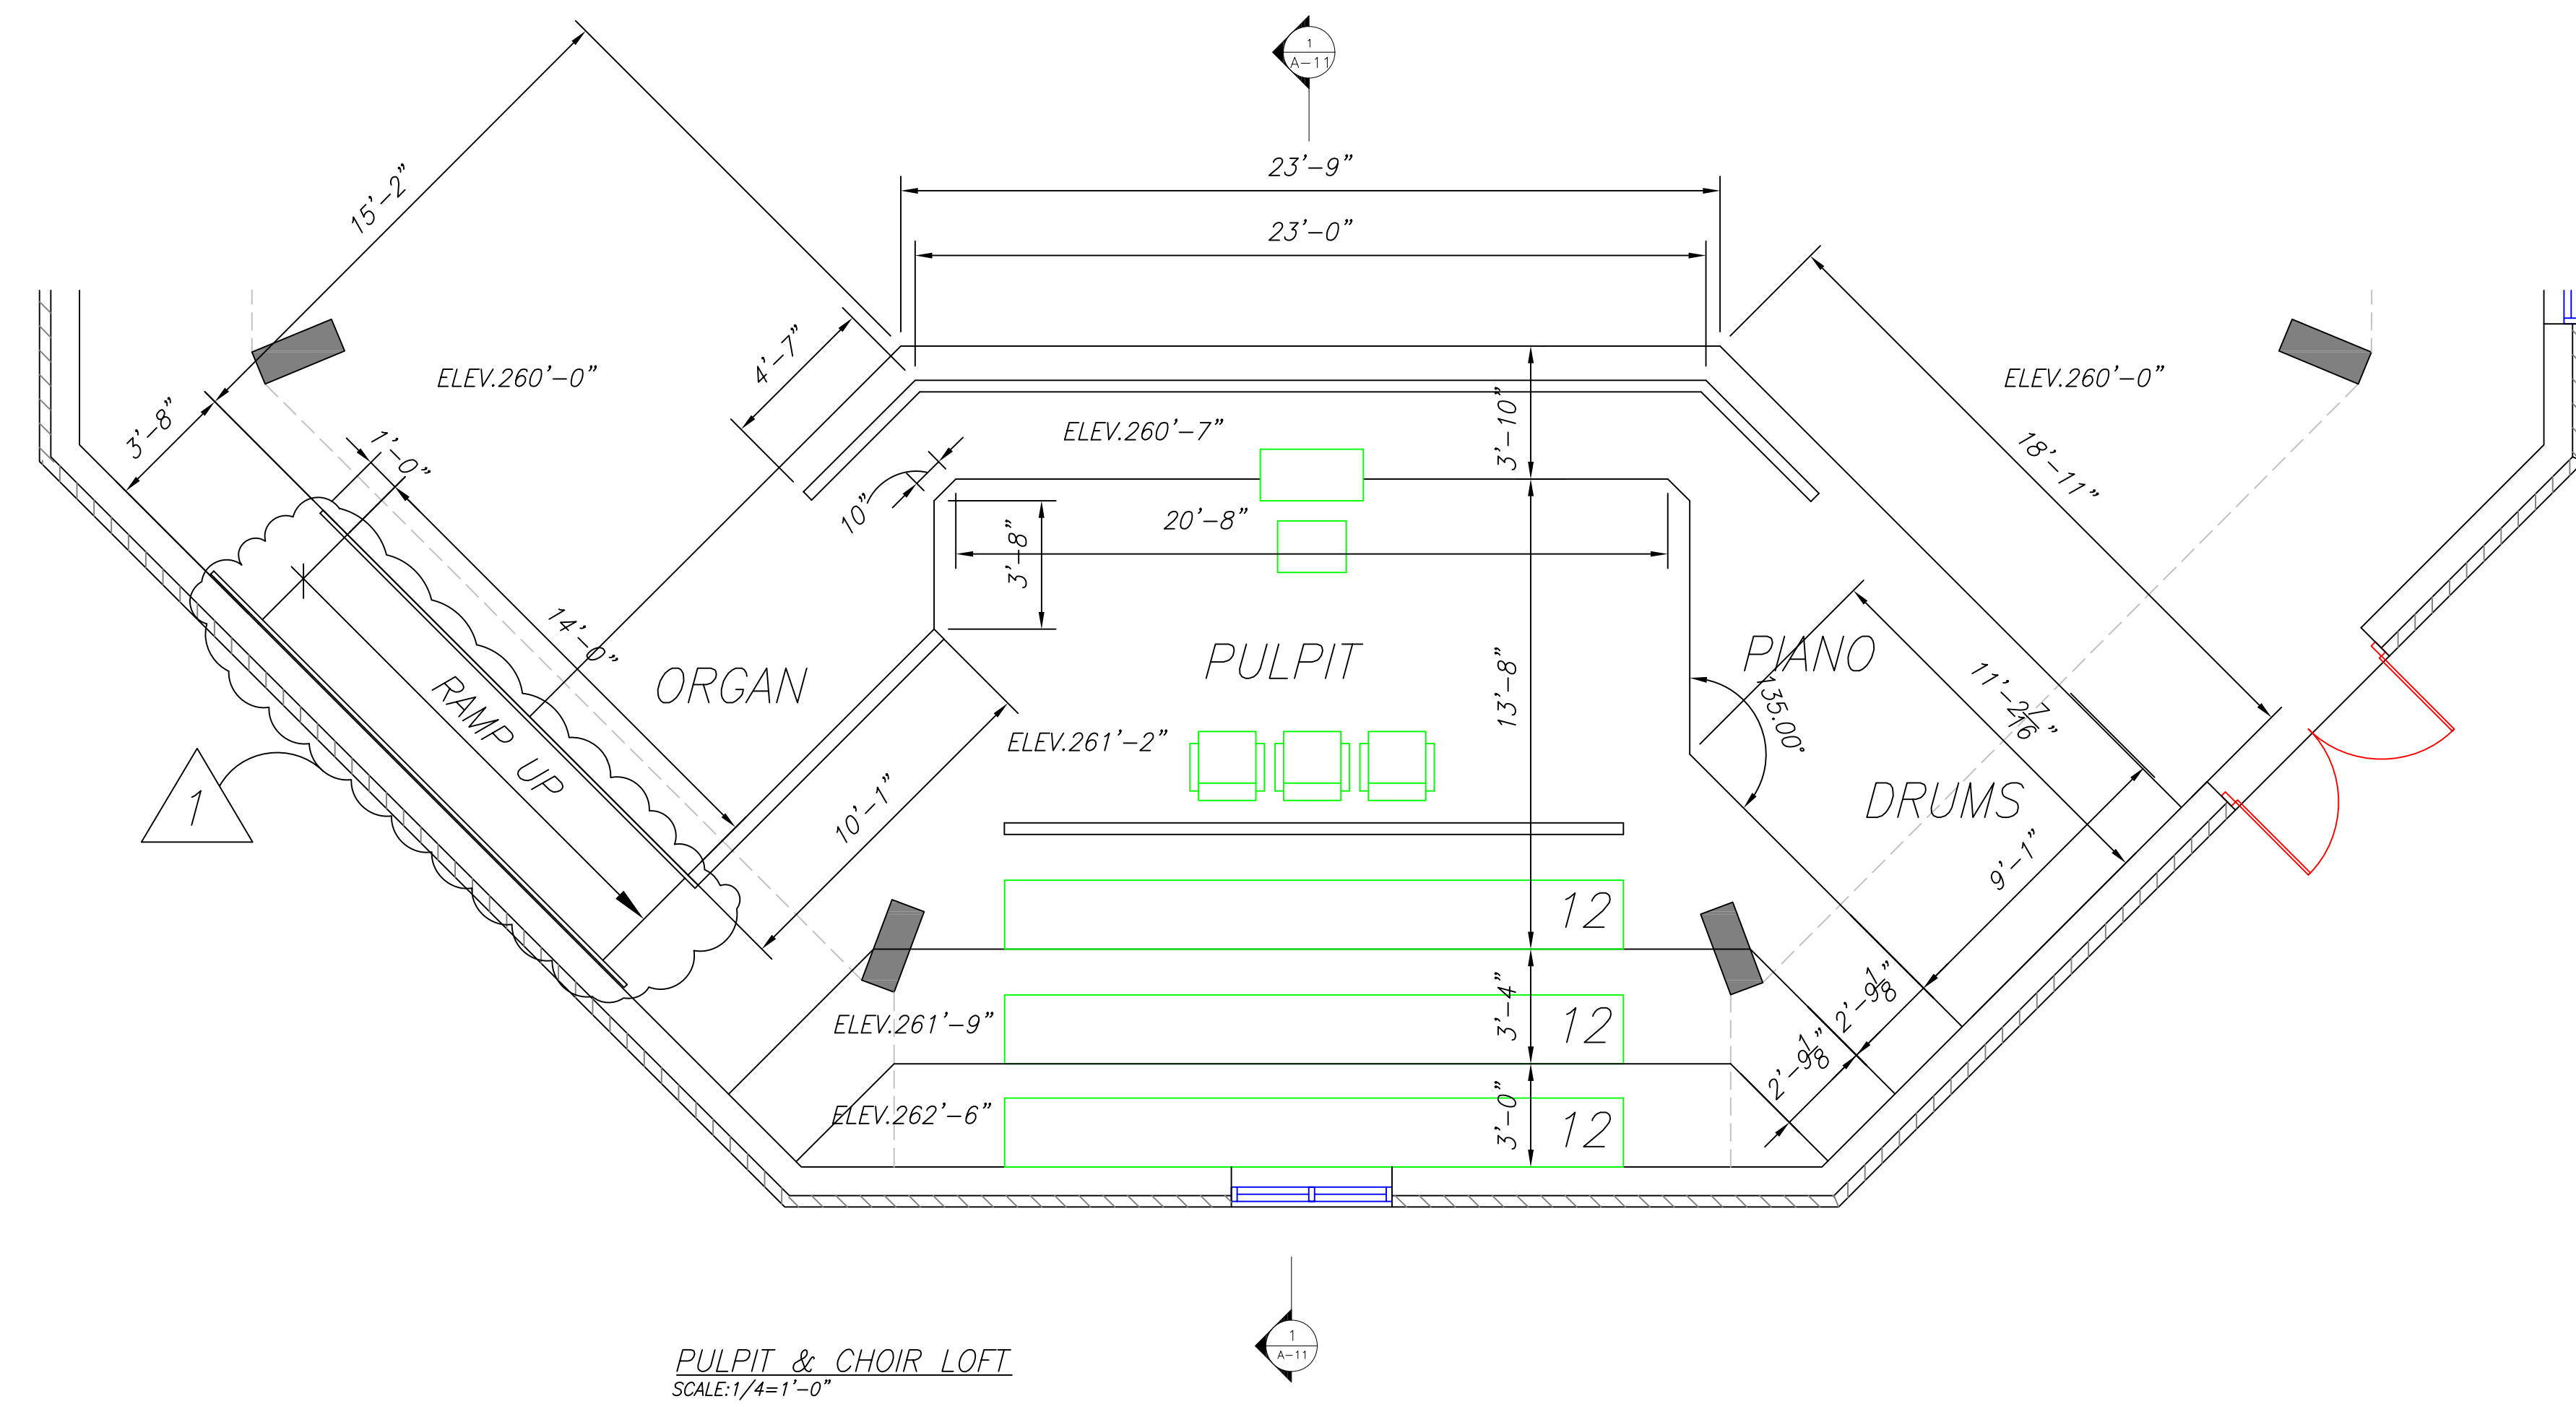 1
A-11
23'-9"
23'-0"
15'-2"
4'-7"
3'-8"
1'-0"
ELEV.260'-0"
ELEV.260'-0"
ELEV.260'-7"
3'-10"
18'-11"
10"
20'-8"
3'-8"
14'-0"
ORGAN
PULPIT
PIANO
13'-8"
135.00°
11'-2 7/16"
RAMP UP
ELEV.261'-2"
10'-1"
DRUMS
1
9'-1"
12
2'-9 1/8"
ELEV.261'-9"
3'-4"
12
2'-9 1/8"
ELEV.262'-6"
3'-0"
12
1
A-11
PULPIT & CHOIR LOFT
SCALE:1/4=1'-0"